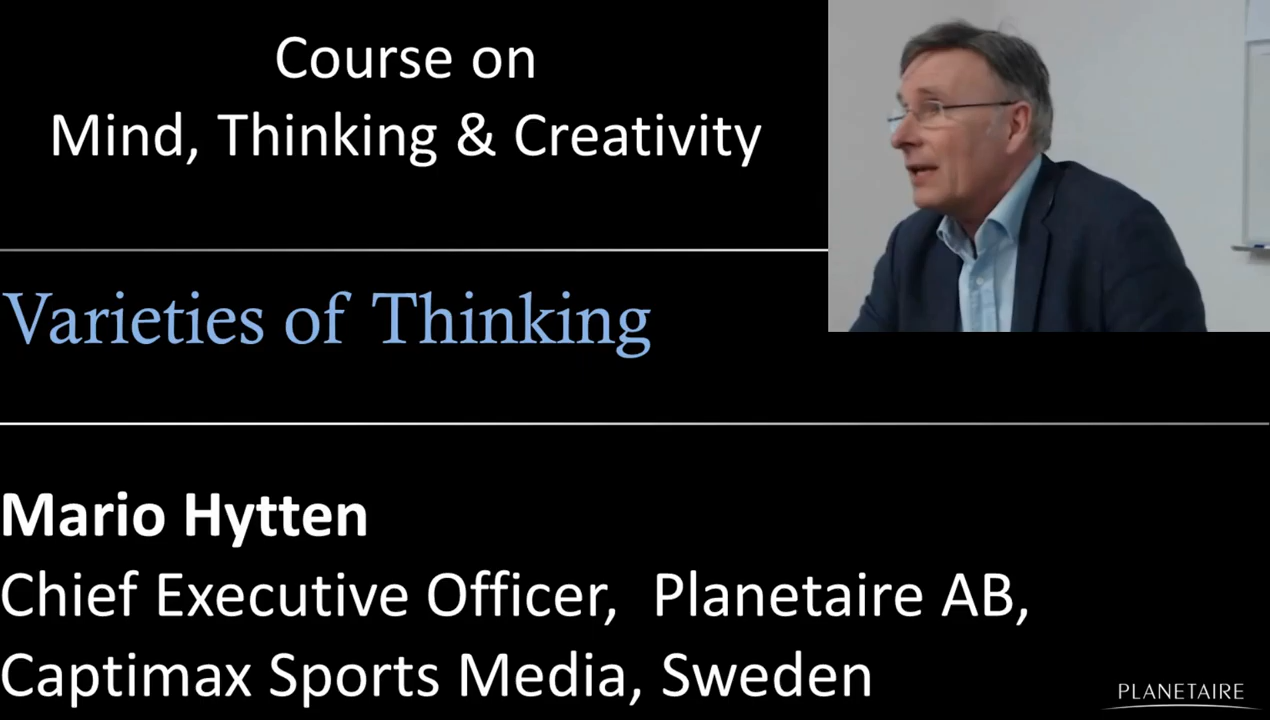 Course on
Mind, Thinking & Creativity
Varieties of Thinking
Mario Hytten
Chief Executive Officer, Planetaire AB,
Captimax Sports Media, Sweden
PLANETAIRE